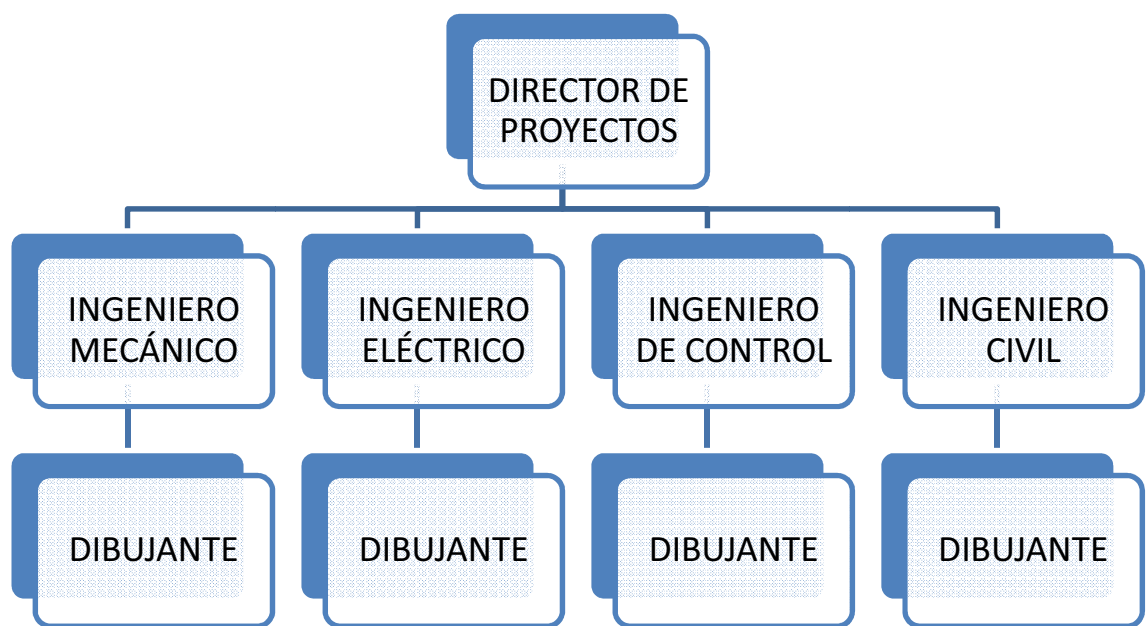 DIRECTOR DE
PROYECTOS
INGENIERO
MECÁNICO
INGENIERO
ELÉCTRICO
INGENIERO
DE CONTROL
INGENIERO
CIVIL
DIBUJANTE
DIBUJANTE
DIBUJANTE
DIBUJANTE